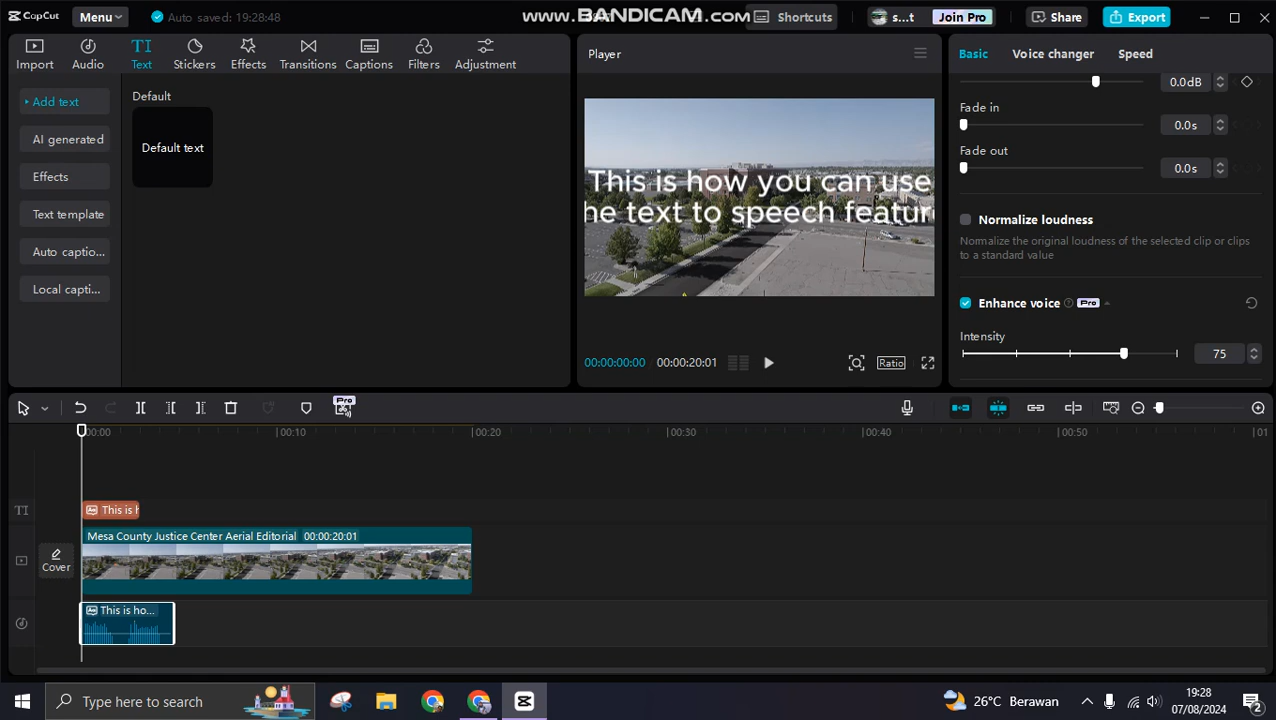 CapCut
Menu
Auto saved: 19:28:48
www.BANDICAM.com
Shortcuts
s...t
Join Pro
Share
Export
Import
Audio
TI
Text
Stickers
Effects
Transitions
Captions
Filters
Adjustment
Add text
AI generated
Effects
Text template
Auto captio...
Local capti...
Default
Default text
Player
This is how you can use
he text to speech featur
00:00:00:00
00:00:20:01
Ratio
Basic
Voice changer
Speed
0.0dB
Fade in
0.0s
Fade out
0.0s
Normalize loudness
Normalize the original loudness of the selected clip or clips
to a standard value
Enhance voice
Pro
Intensity
75
Pro
00:00
00:10
00:20
00:30
00:40
00:50
01
TI
This is h
Cover
Mesa County Justice Center Aerial Editorial 00:00:20:01
This is ho...
Type here to search
26°C Berawan
19:28
07/08/2024
2